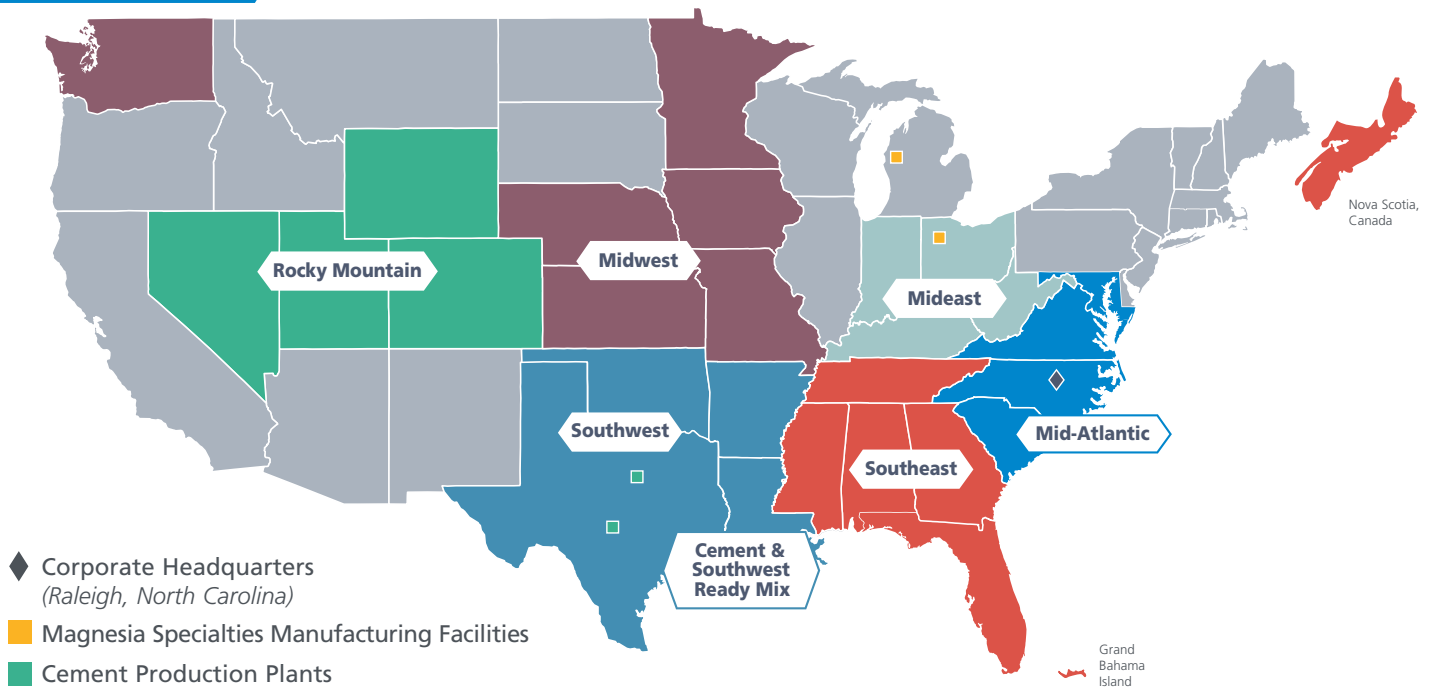 Rocky Mountain
Midwest
Mideast
Nova Scotia,
Canada
Southwest
Southeast
Mid-Atlantic
Cement &
Southwest
Ready Mix
Corporate Headquarters
(Raleigh, North Carolina)
Magnesia Specialties Manufacturing Facilities
Cement Production Plants
Grand
Bahama
Island